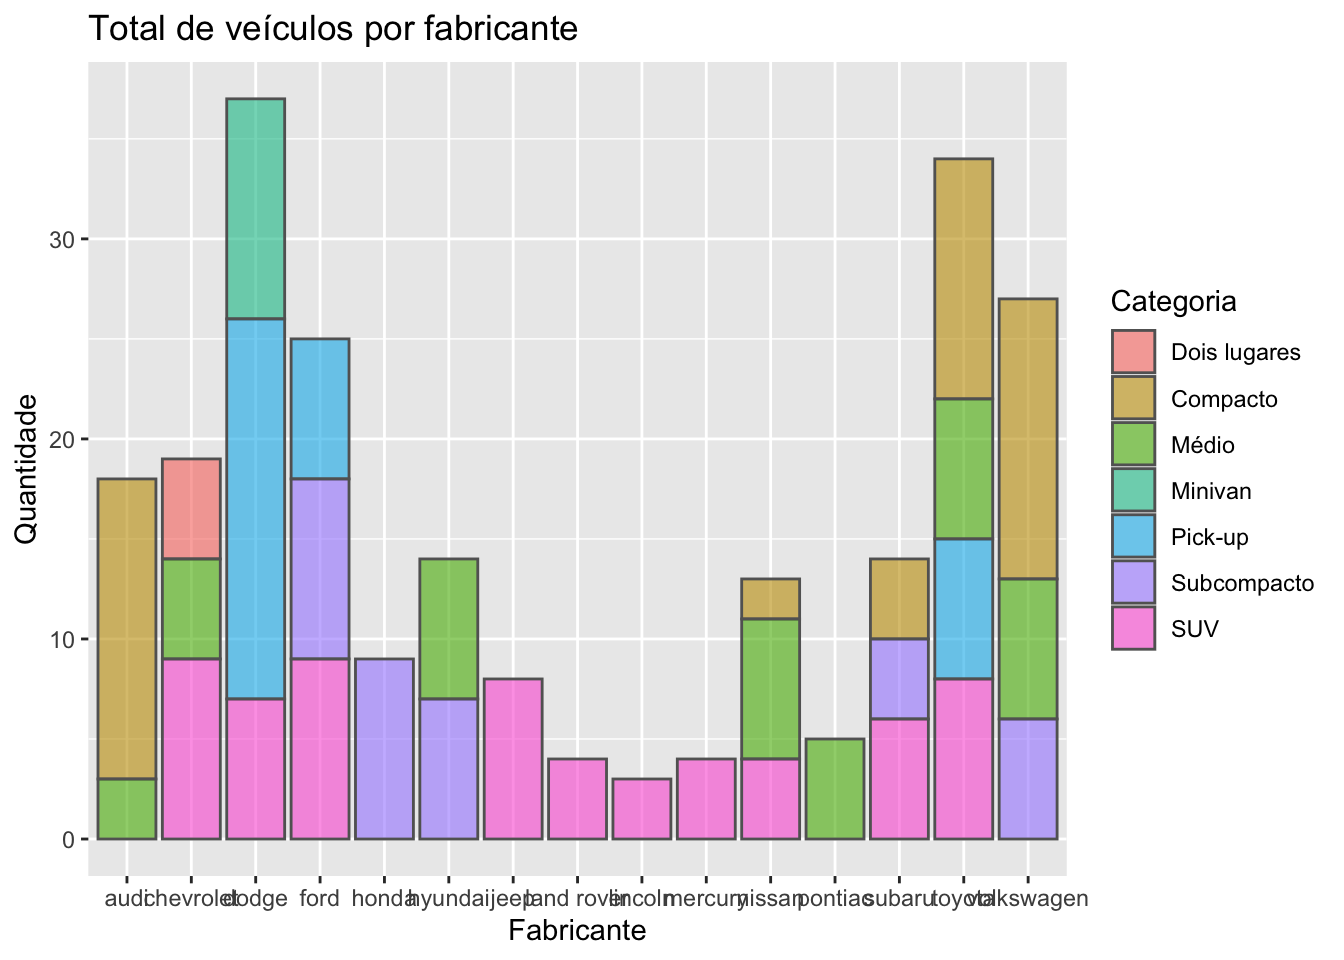 Total de veículos por fabricante
Quantidade
30
20
10
0
audi chevrolet dodge ford honda hyundai jeep land rover lincoln mercury nissan pontiac subaru toyota volkswagen
Fabricante
Categoria
Dois lugares
Compacto
Médio
Minivan
Pick-up
Subcompacto
SUV